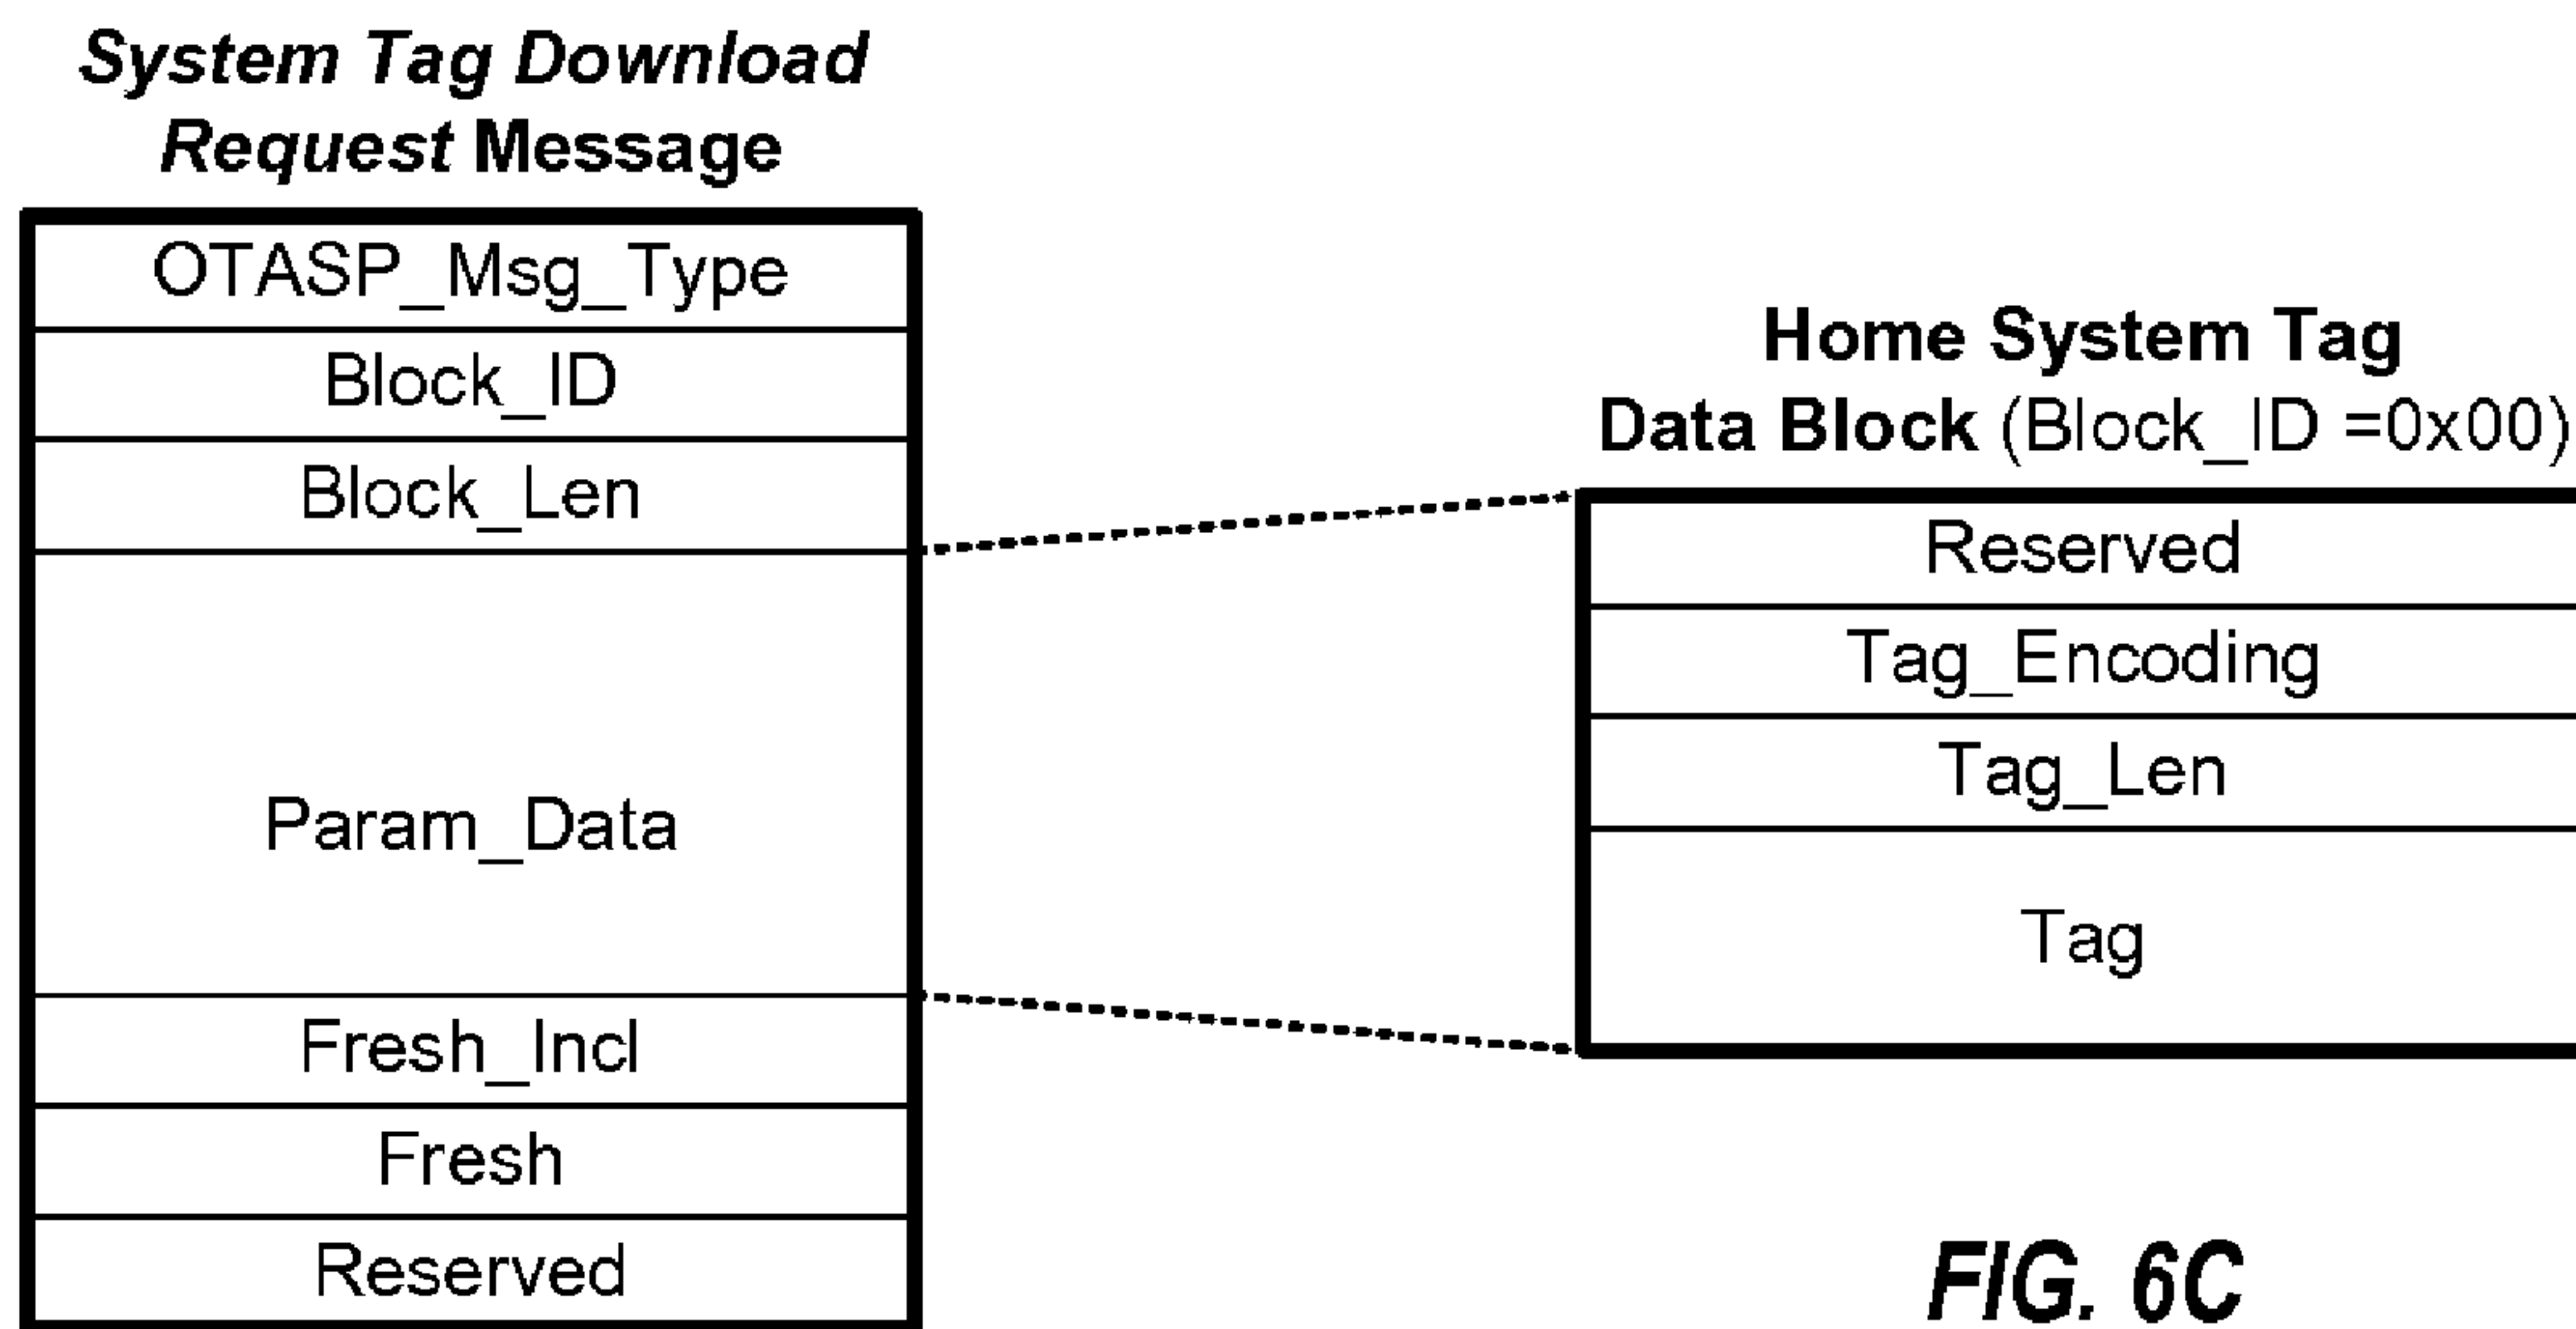 System Tag Download
Request Message
OTASP_Msg_Type
Block_ID
Block_Len
Param_Data
Fresh_Incl
Fresh
Reserved
Home System Tag
Data Block (Block_ID =0x00)
Reserved
Tag_Encoding
Tag_Len
Tag
FIG. 6C